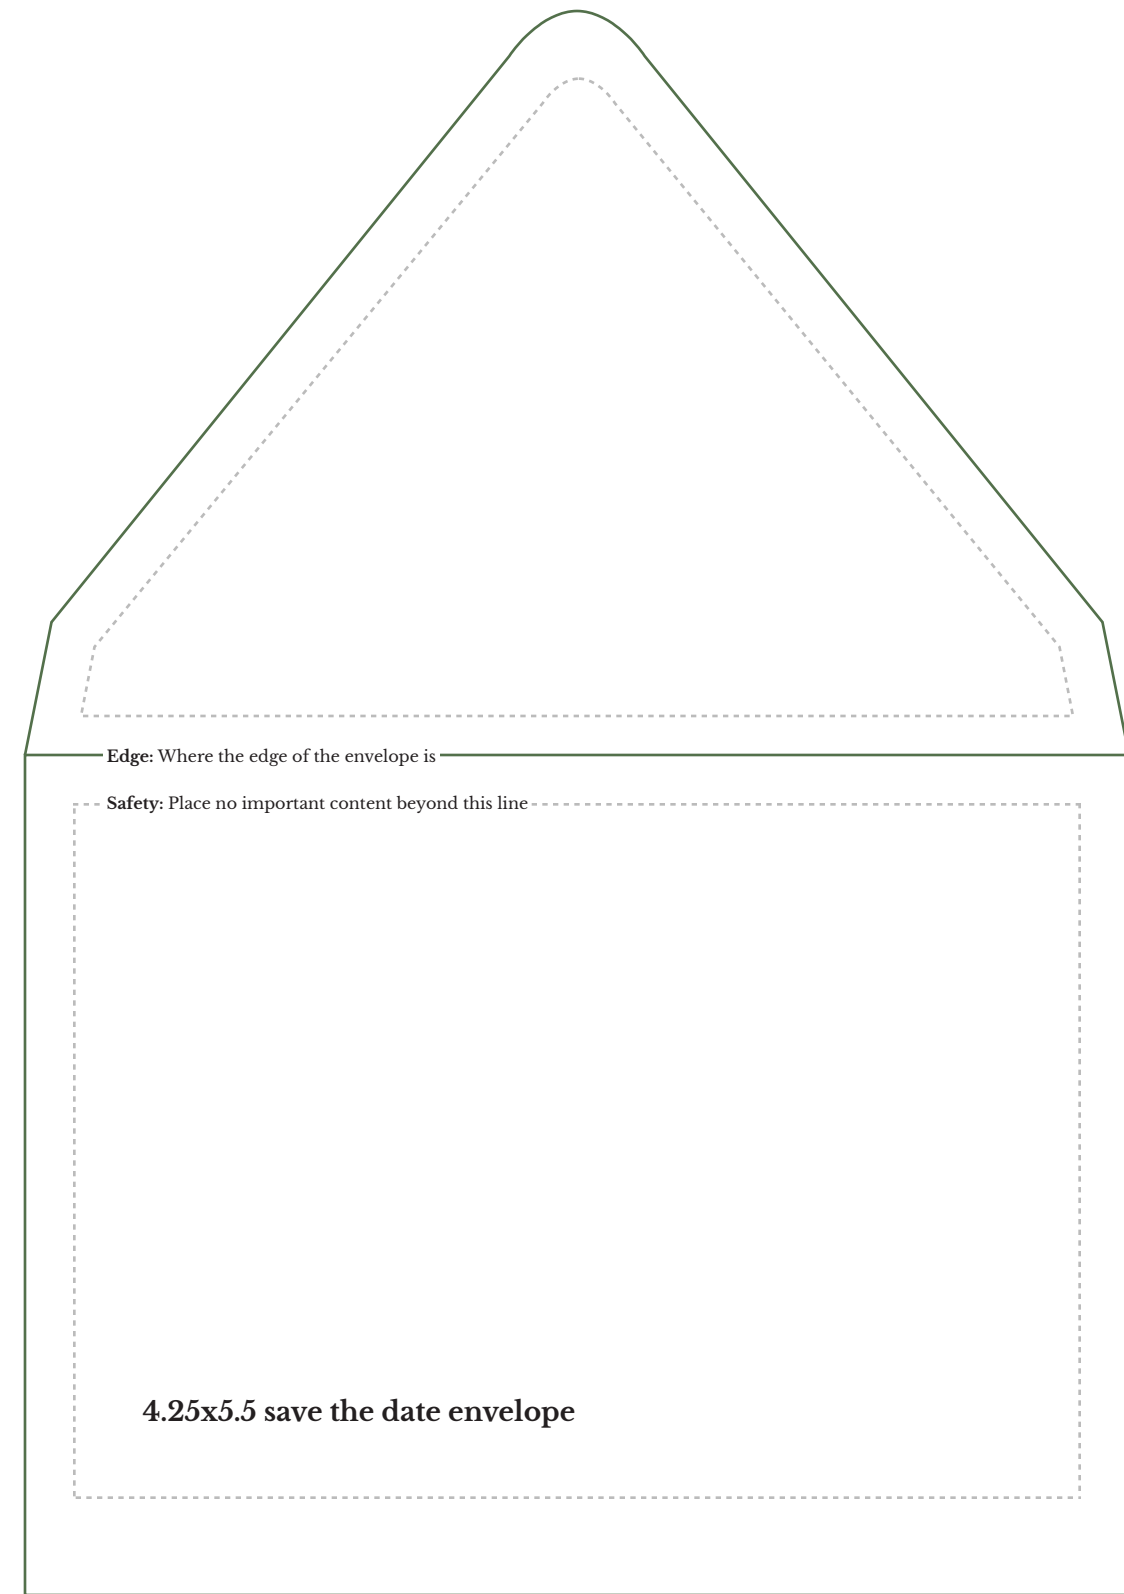 Edge: Where the edge of the envelope is
Safety: Place no important content beyond this line
4.25x5.5 save the date envelope